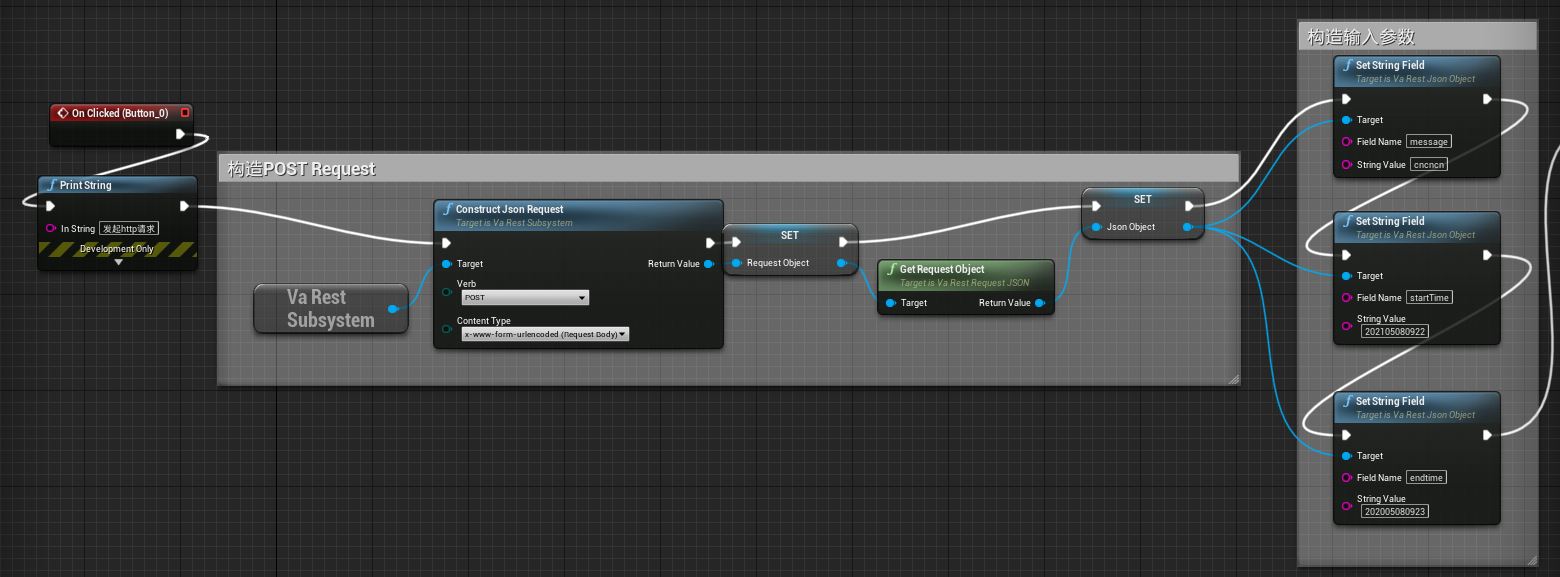 On Clicked (Button_0)
Print String
In String 发起http请求
Development Only
构造POST Request
Va Rest
Subsystem
Construct Json Request
Target is Va Rest Subsystem
Target
Return Value
Verb
POST
Content Type
x-www-form-urlencoded (Request Body)
SET
Request Object
Get Request Object
Target is Va Rest Request JSON
Target
Return Value
SET
Json Object
构造输入参数
Set String Field
Target is Va Rest Json Object
Target
Field Name message
String Value cncncn
Set String Field
Target is Va Rest Json Object
Target
Field Name startTime
String Value
202105080922
Set String Field
Target is Va Rest Json Object
Target
Field Name endtime
String Value
202005080923